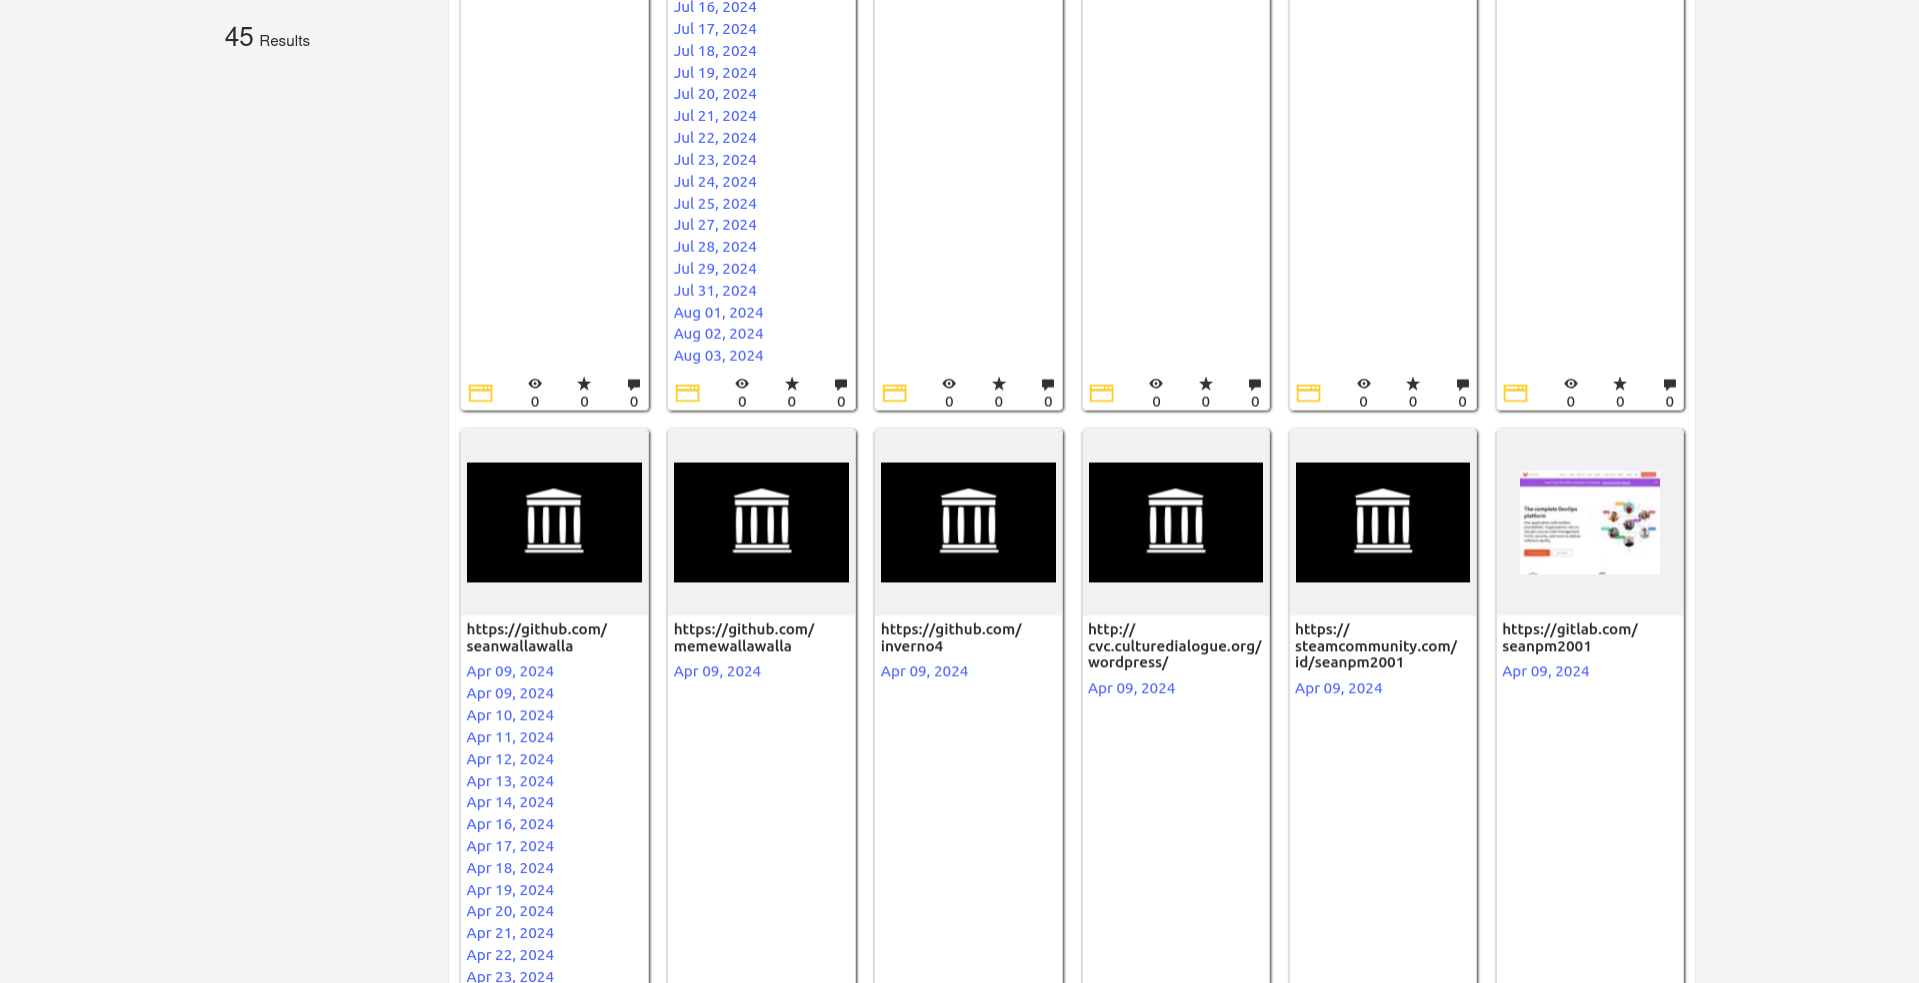 45 Results
Jul 16, 2024
Jul 17, 2024
Jul 18, 2024
Jul 19, 2024
Jul 20, 2024
Jul 21, 2024
Jul 22, 2024
Jul 23, 2024
Jul 24, 2024
Jul 25, 2024
Jul 27, 2024
Jul 28, 2024
Jul 29, 2024
Jul 31, 2024
Aug 01, 2024
Aug 02, 2024
Aug 03, 2024
0 0 0
0 0 0
0 0 0
0 0 0
0 0 0
0 0 0
https://github.com/
seanwallawalla
Apr 09, 2024
Apr 09, 2024
Apr 10, 2024
Apr 11, 2024
Apr 12, 2024
Apr 13, 2024
Apr 14, 2024
Apr 16, 2024
Apr 17, 2024
Apr 18, 2024
Apr 19, 2024
Apr 20, 2024
Apr 21, 2024
Apr 22, 2024
Apr 23, 2024
https://github.com/
memewallawalla
Apr 09, 2024
https://github.com/
inverno4
Apr 09, 2024
http://
cvc.culturedialogue.org/
wordpress/
Apr 09, 2024
https://
steamcommunity.com/
id/seanpm2001
Apr 09, 2024
The complete DevOps
platform
https://gitlab.com/
seanpm2001
Apr 09, 2024